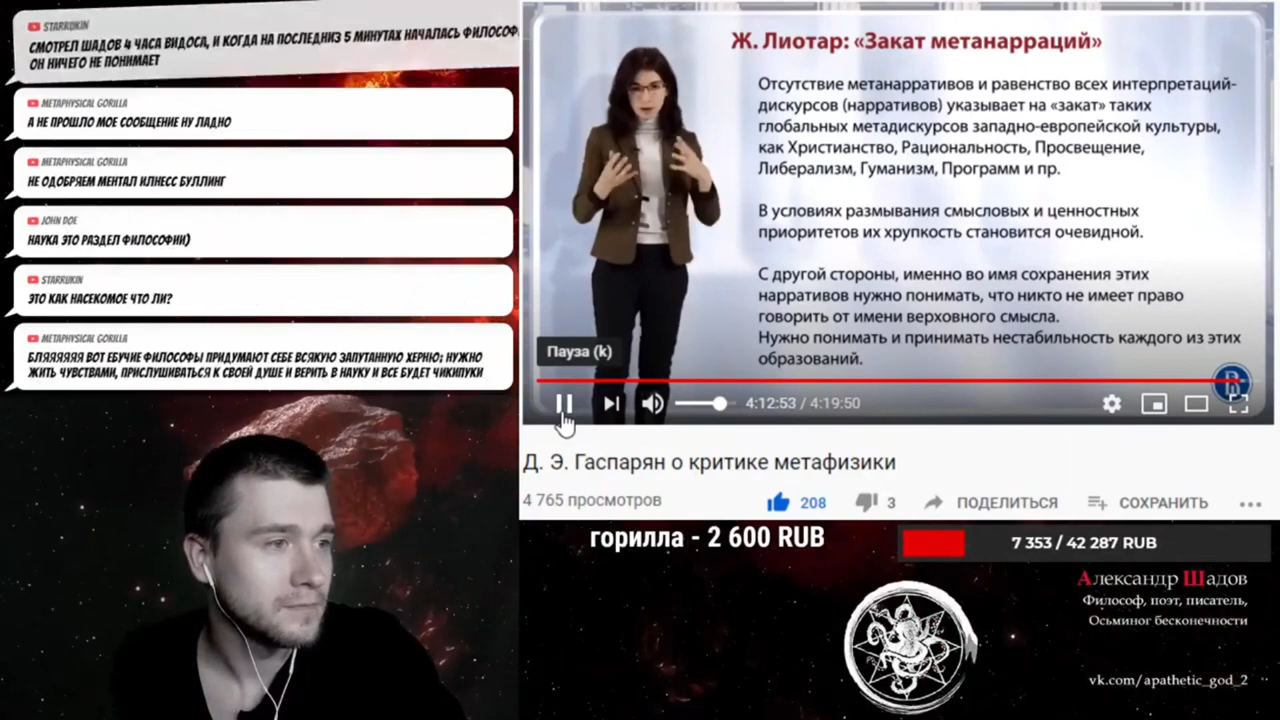 STARRUKIN
СМОТРЕЛ ШАДОВ 4 ЧАСА ВИДОСА, И КОГДА НА ПОСЛЕДНИЗ 5 МИНУТАХ НАЧАЛАСЬ ФИЛОСОФ
ОН НИЧЕГО НЕ ПОНИМАЕТ
METAPHYSICAL GORILLA
А НЕ ПРОШЛО МОЕ СООБЩЕНИЕ НУ ЛАДНО
METAPHYSICAL GORILLA
НЕ ОДОБРЯЕМ МЕНТАЛ ИЛНЕСС БУЛЛИНГ
JOHN DOE
НАУКА ЭТО РАЗДЕЛ ФИЛОСОФИИ)
STARRUKIN
ЭТО КАК НАСЕКОМОЕ ЧТО ЛИ?
METAPHYSICAL GORILLA
БЛЯЯЯЯЯЯ ВОТ ЕБУЧИЕ ФИЛОСОФЫ ПРИДУМАЮТ СЕБЕ ВСЯКУЮ ЗАПУТАННУЮ ХЕРНЮ; НУЖНО
ЖИТЬ ЧУВСТВАМИ, ПРИСЛУШИВАТЬСЯ К СВОЕЙ ДУШЕ И ВЕРИТЬ В НАУКУ И ВСЕ БУДЕТ ЧИКИПУКИ
Ж. Лиотар: «Закат метанарраций»
Отсутствие метанарративов и равенство всех интерпретаций-
дискурсов (нарративов) указывает на «закат» таких
глобальных метадискурсов западно-европейской культуры,
как Христианство, Рациональность, Просвещение,
Либерализм, Гуманизм, Программ и пр.
В условиях размывания смысловых и ценностных
приоритетов их хрупкость становится очевидной.
С другой стороны, именно во имя сохранения этих
нарративов нужно понимать, что никто не имеет право
говорить от имени верховного смысла.
Нужно понимать и принимать нестабильность каждого из этих
образований.
Пауза (k)
4:12:53 / 4:19:50
Д. Э. Гаспарян о критике метафизики
4 765 просмотров
208
3
ПОДЕЛИТЬСЯ
СОХРАНИТЬ
горилла - 2 600 RUB
7 353 / 42 287 RUB
Александр Шадов
Философ, поэт, писатель,
Осьминог бесконечности
vk.com/apathetic_god_2